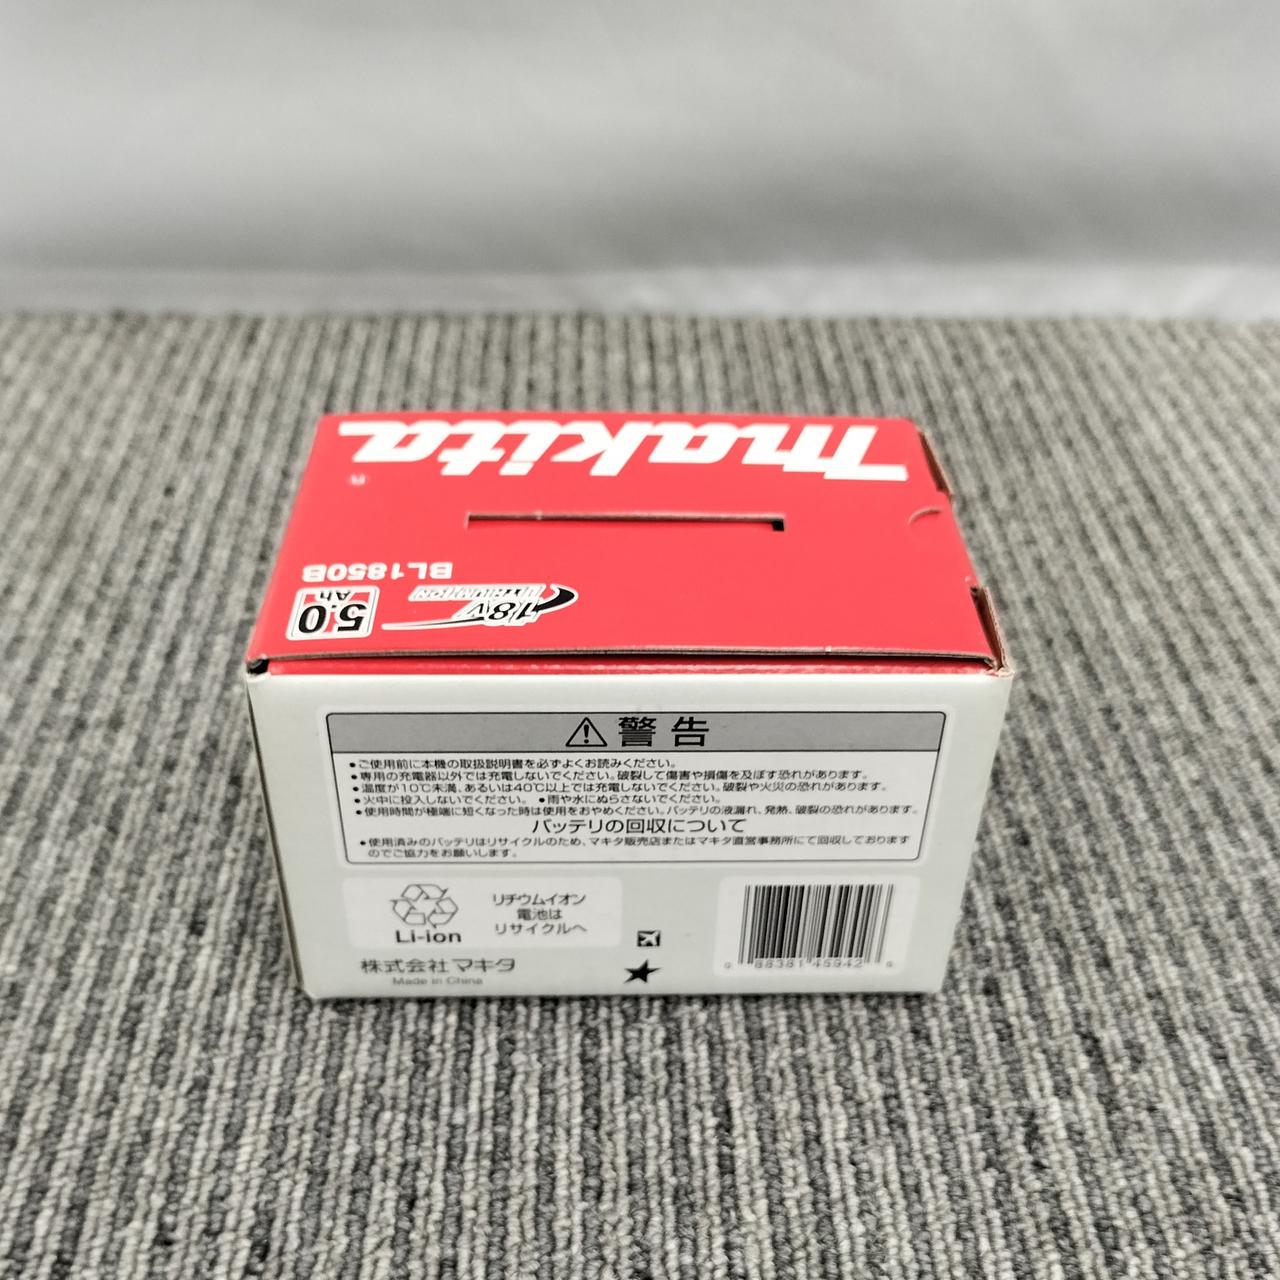 makita
®
BL1850B
18V
LITHIUM-ION
5.0
Ah
警告
●ご使用前に本機の取扱説明書を必ずよくお読みください。
●専用の充電器以外では充電しないでください。破裂して傷害や損傷を及ぼす恐れがあります。
●温度が10℃未満、あるいは40℃以上では充電しないでください。破裂や火災の恐れがあります。
●火中に投入しないでください。 ●雨や水にぬらさないでください。
●使用時間が極端に短くなった時は使用をおやめください。バッテリの液漏れ、発熱、破裂の恐れがあります。
バッテリの回収について
●使用済みのバッテリはリサイクルのため、マキタ販売店またはマキタ直営事務所にて回収しております
のでご協力をお願いします。
Li-ion
リチウムイオン
電池は
リサイクルへ
株式会社マキタ
Made in China
★
0 88381 45942 9